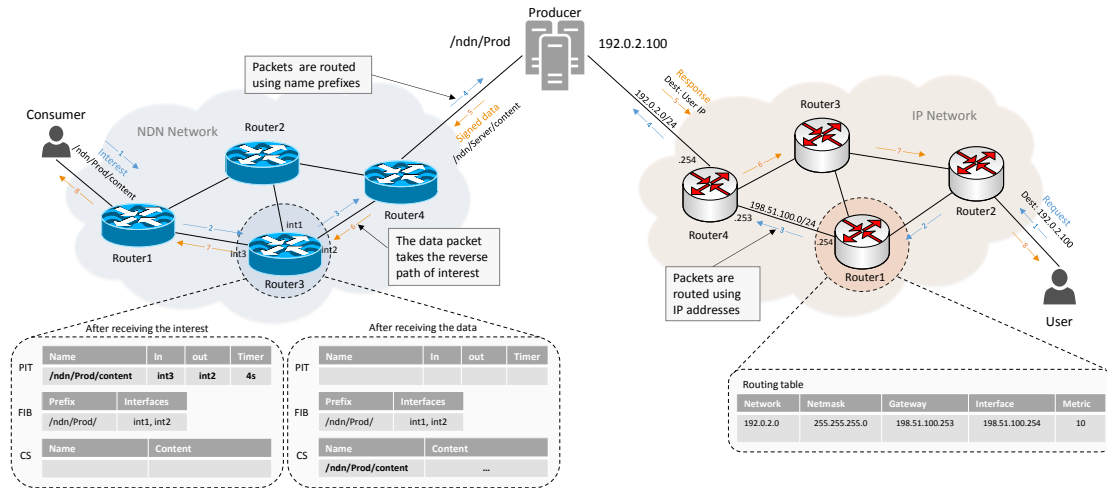 Producer
/ndn/Prod
192.0.2.100
Packets are routed
using name prefixes
4
5
Signed data
/ndn/Server/content
Response
5
Dest: User IP
192.0.2.0/24
4
Consumer
NDN Network
1
Interest
/ndn/Prod/content
8
Router2
Router1
Router4
Router3
2
7
3
6
int1
int2
int3
The data packet
takes the reverse
path of interest
IP Network
Router3
Router4
Router2
Router1
.254
.253
.254
198.51.100.0/24
6
7
3
2
Request
1
Dest: 192.0.2.100
8
User
Packets are
routed using
IP addresses
After receiving the interest
PIT
Name In out Timer
/ndn/Prod/content int3 int2 4s
FIB
Prefix Interfaces
/ndn/Prod/ int1, int2
CS
Name Content
After receiving the data
PIT
Name In out Timer
FIB
Prefix Interfaces
/ndn/Prod/ int1, int2
CS
Name Content
/ndn/Prod/content ...
Routing table
Network Netmask Gateway Interface Metric
192.0.2.0 255.255.255.0 198.51.100.253 198.51.100.254 10